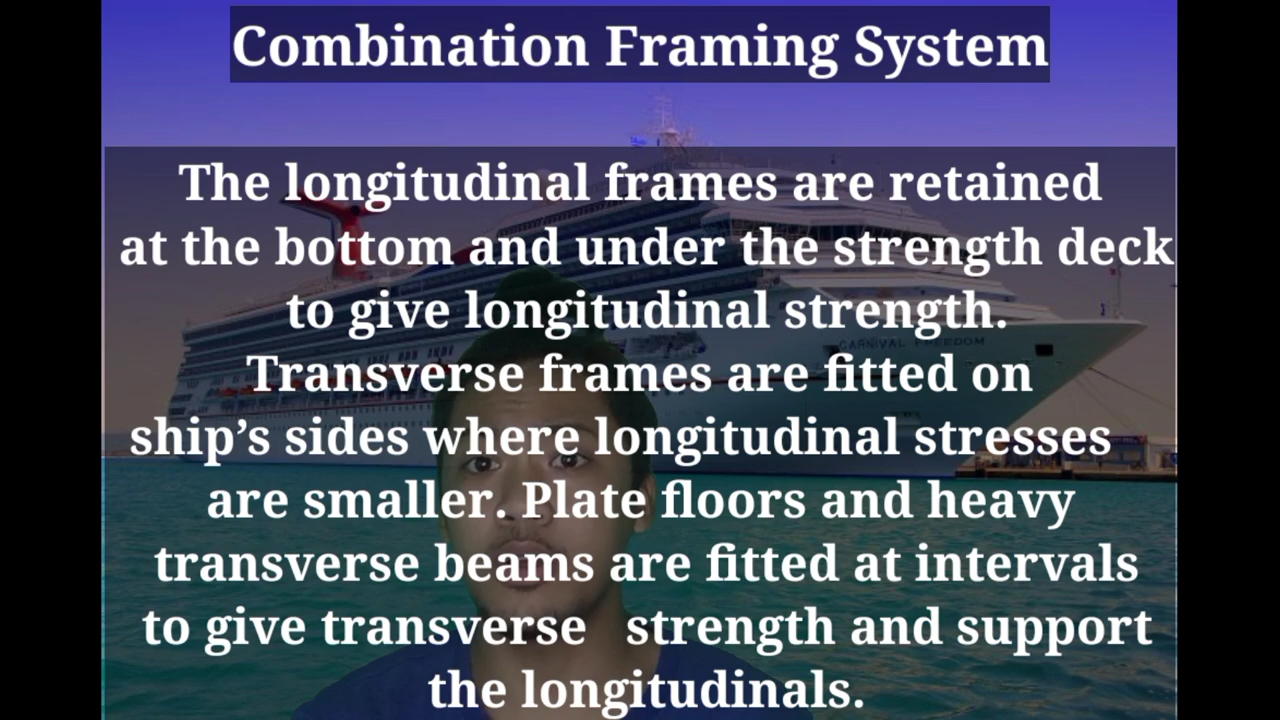 Combination Framing System
The longitudinal frames are retained
at the bottom and under the strength deck
to give longitudinal strength.
CARNIVAL FREEDOM
Transverse frames are fitted on
ship’s sides where longitudinal stresses
are smaller. Plate floors and heavy
transverse beams are fitted at intervals
to give transverse strength and support
the longitudinals.